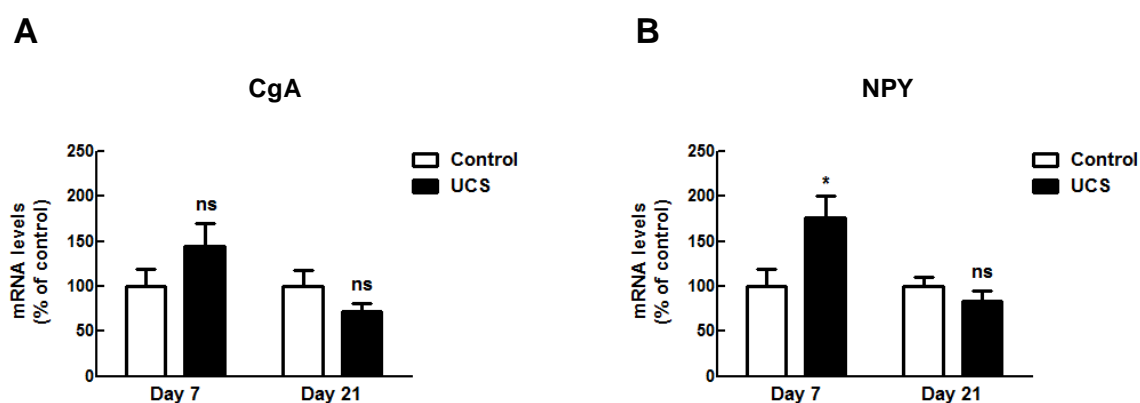 A
CgA
mRNA levels
(% of control)
250
200
150
100
50
0
ns
ns
Day 7
Day 21
Control
UCS
B
NPY
mRNA levels
(% of control)
250
200
150
100
50
0
*
ns
Day 7
Day 21
Control
UCS